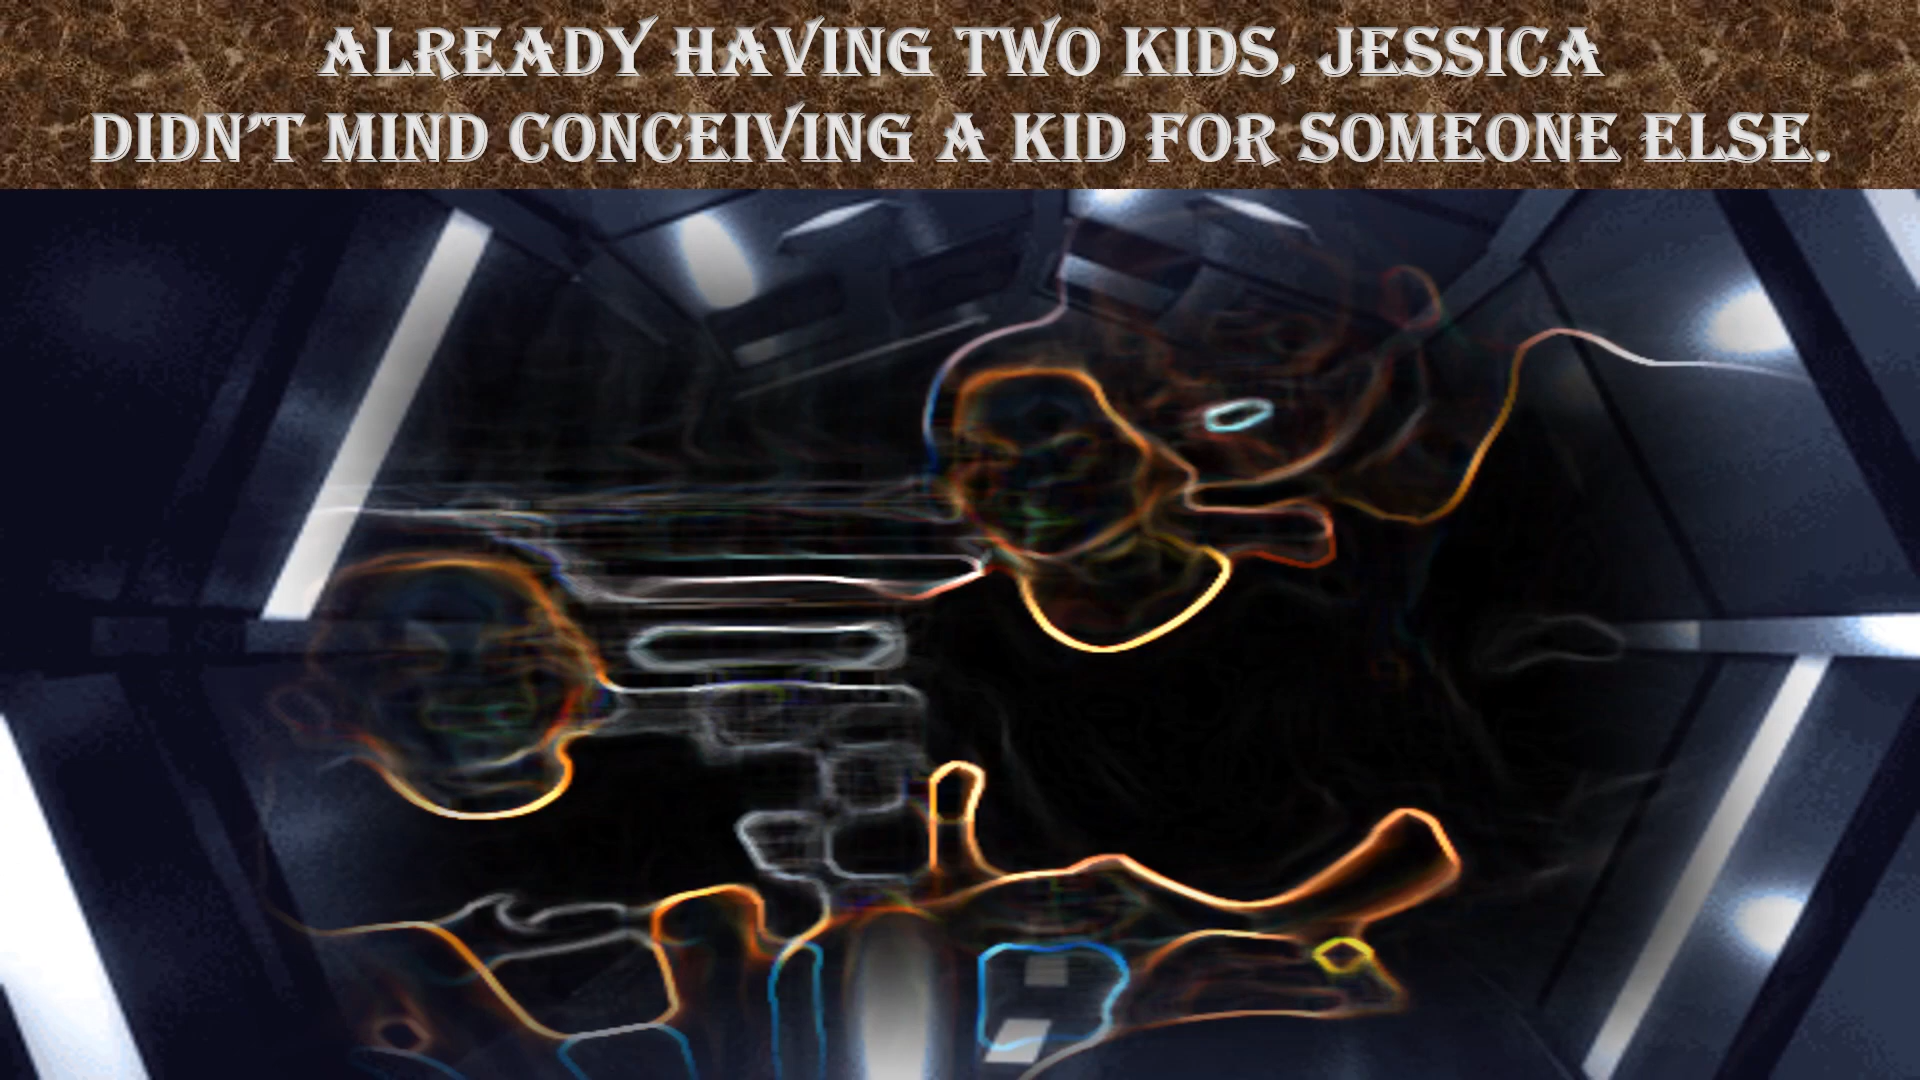 ALREADY HAVING TWO KIDS, JESSICA
DIDN'T MIND CONCEIVING A KID FOR SOMEONE ELSE.